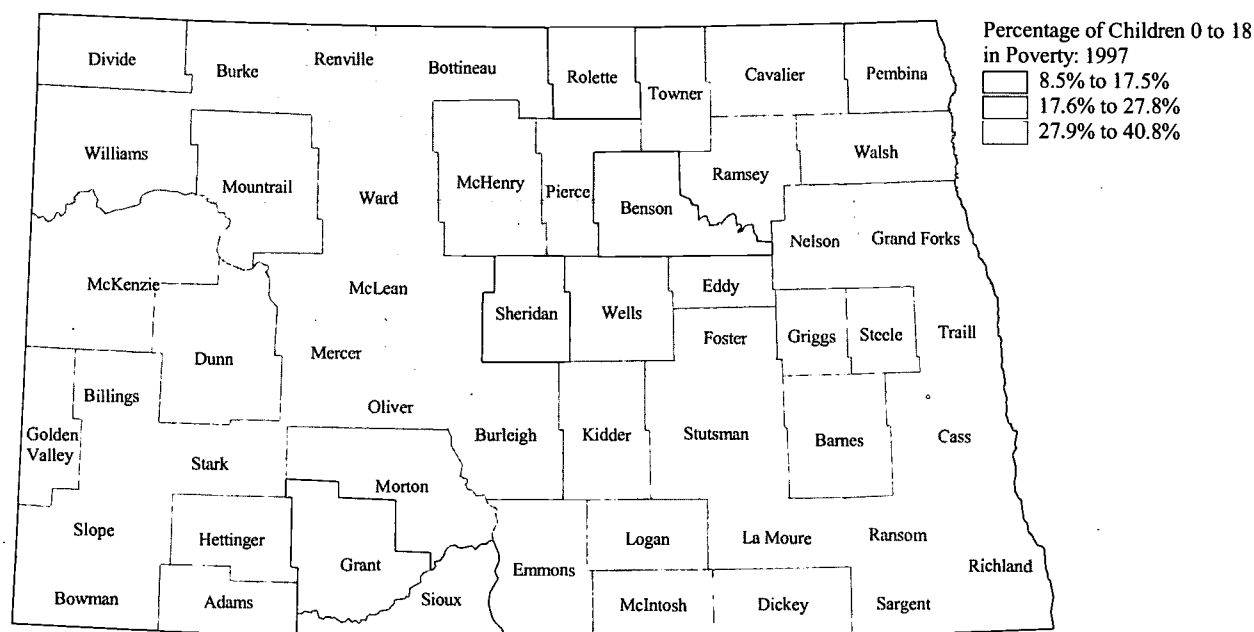 Percentage of Children 0 to 18
in Poverty: 1997
8.5% to 17.5%
17.6% to 27.8%
27.9% to 40.8%
Divide
Burke
Renville
Bottineau
Rolette
Towner
Cavalier
Pembina
Williams
Mountrail
Ward
McHenry
Pierce
Benson
Ramsey
Walsh
Nelson
Grand Forks
McKenzie
McLean
Sheridan
Wells
Eddy
Dunn
Mercer
Foster
Griggs
Steele
Traill
Billings
Oliver
Golden
Valley
Stark
Burleigh
Kidder
Stutsman
Barnes
Cass
Morton
Slope
Hettinger
Grant
Emmons
Logan
La Moure
Ransom
Richland
Bowman
Adams
Sioux
McIntosh
Dickey
Sargent